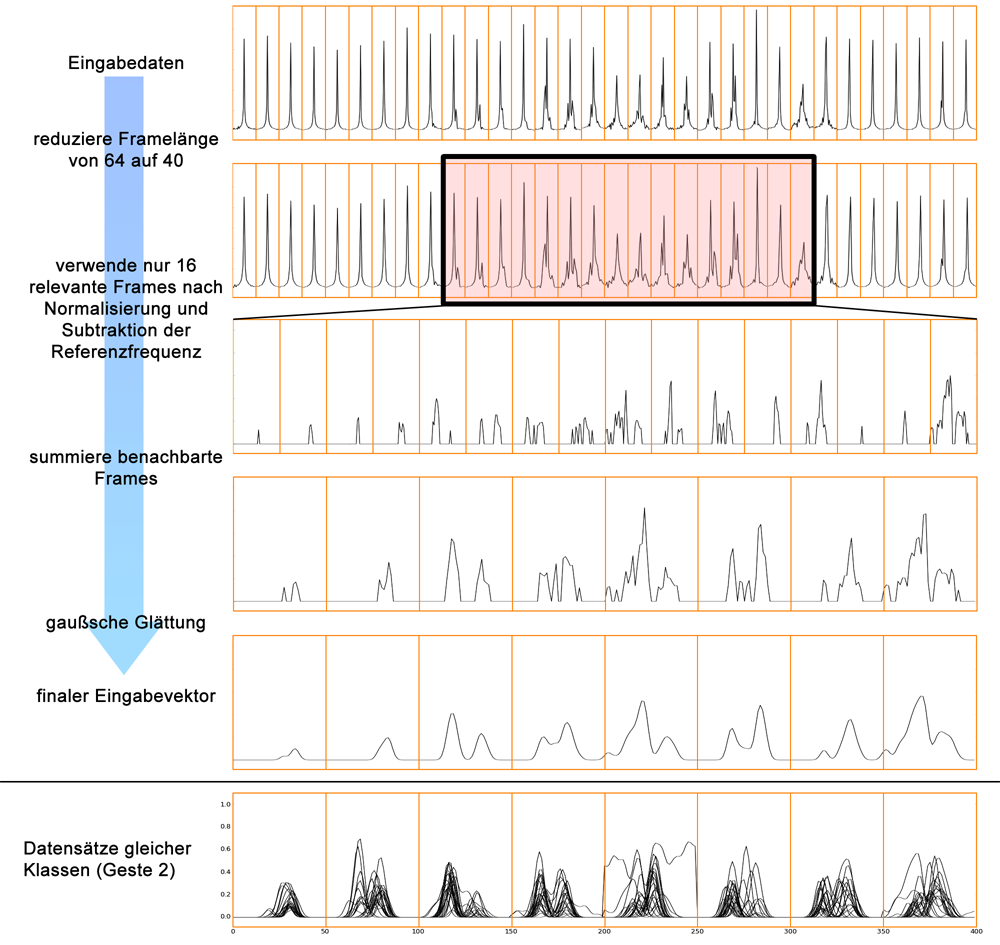 Eingabedaten
reduziere Framelänge
von 64 auf 40
verwende nur 16
relevante Frames nach
Normalisierung und
Subtraktion der
Referenzfrequenz
summiere benachbarte
Frames
gaußsche Glättung
finaler Eingabevektor
Datensätze gleicher
Klassen (Geste 2)
1.0
0.8
0.6
0.4
0.2
0.0
0 50 100 150 200 250 300 350 400